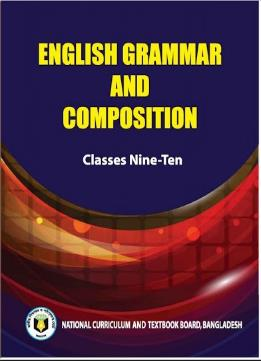 ENGLISH GRAMMAR
AND
COMPOSITION
Classes Nine-Ten
NATIONAL CURRICULUM AND TEXTBOOK BOARD, BANGLADESH